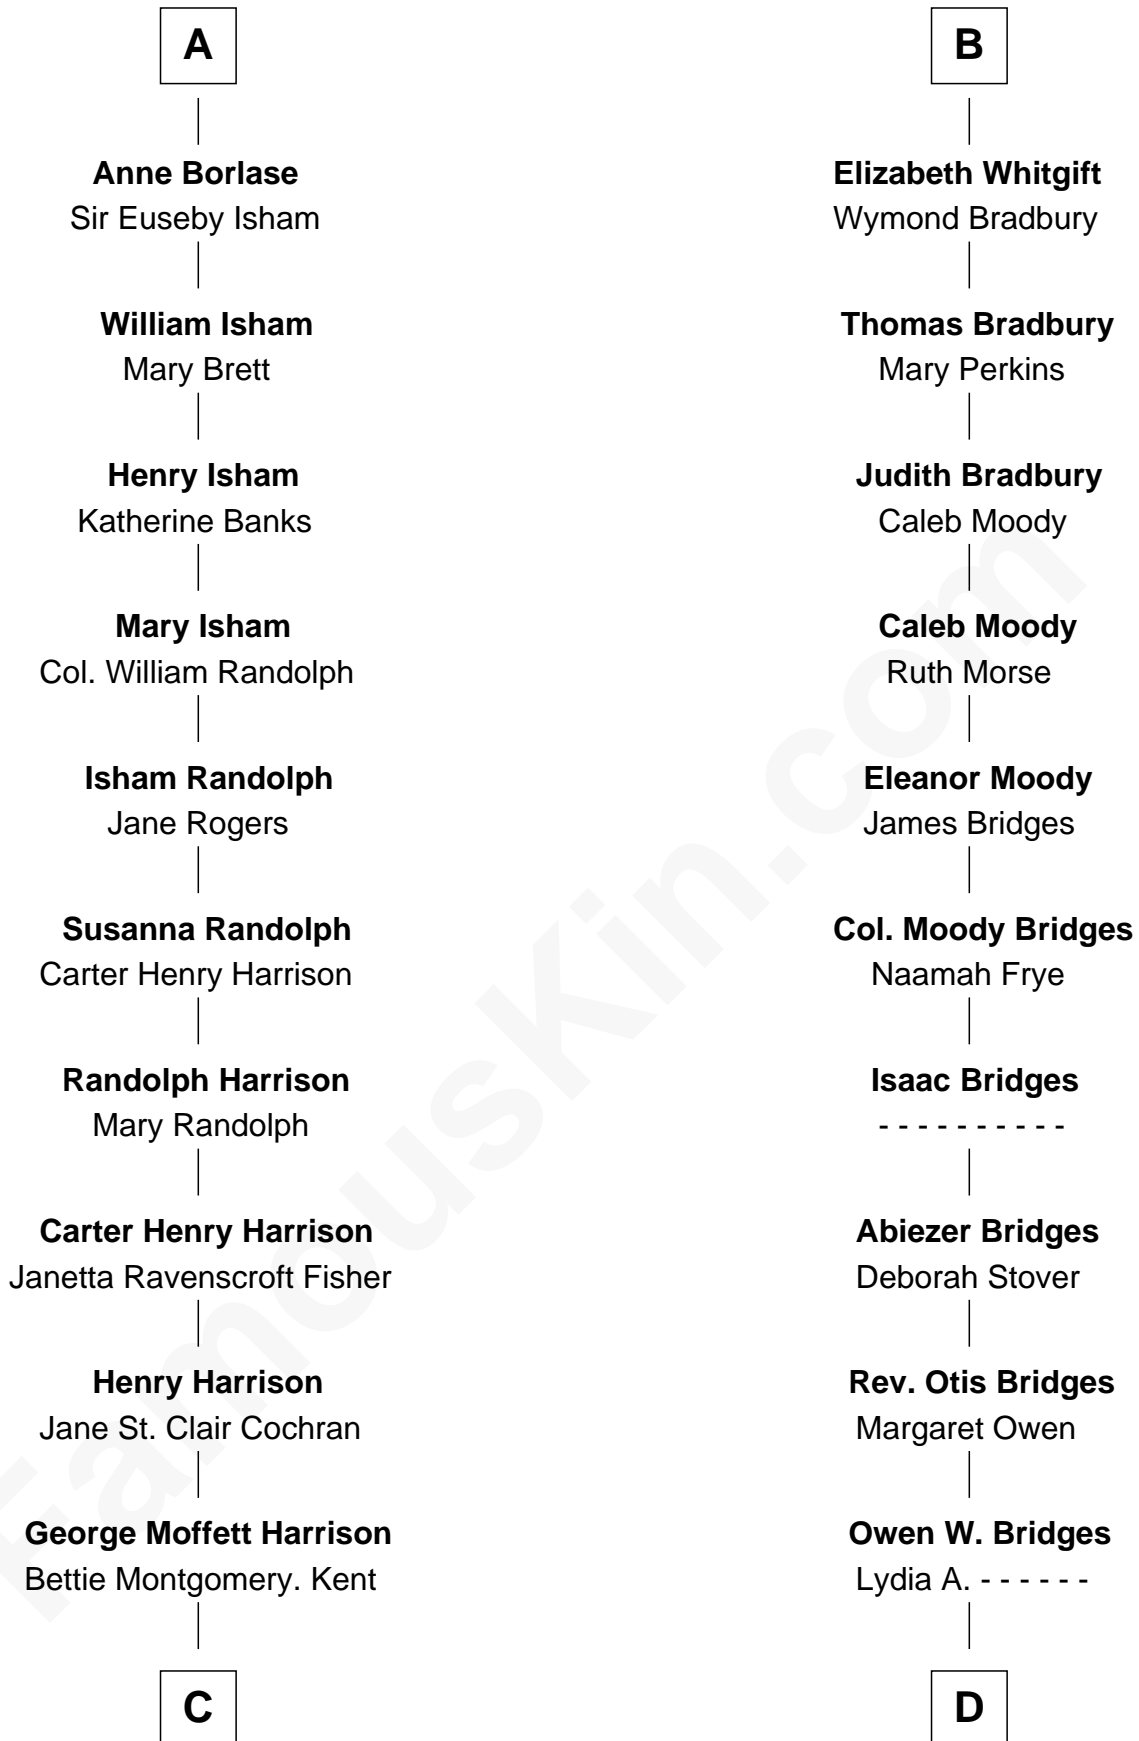 A
Anne Borlase
Sir Euseby Isham
William Isham
Mary Brett
Henry Isham
Katherine Banks
Mary Isham
Col. William Randolph
Isham Randolph
Jane Rogers
Susanna Randolph
Carter Henry Harrison
Randolph Harrison
Mary Randolph
Carter Henry Harrison
Janetta Ravenscroft Fisher
Henry Harrison
Jane St. Clair Cochran
George Moffett Harrison
Bettie Montgomery. Kent
C
B
Elizabeth Whitgift
Wymond Bradbury
Thomas Bradbury
Mary Perkins
Judith Bradbury
Caleb Moody
Caleb Moody
Ruth Morse
Eleanor Moody
James Bridges
Col. Moody Bridges
Naamah Frye
Isaac Bridges
- - - - - - - - - -
Abiezer Bridges
Deborah Stover
Rev. Otis Bridges
Margaret Owen
Owen W. Bridges
Lydia A. - - - - - -
D
FamousKin.com